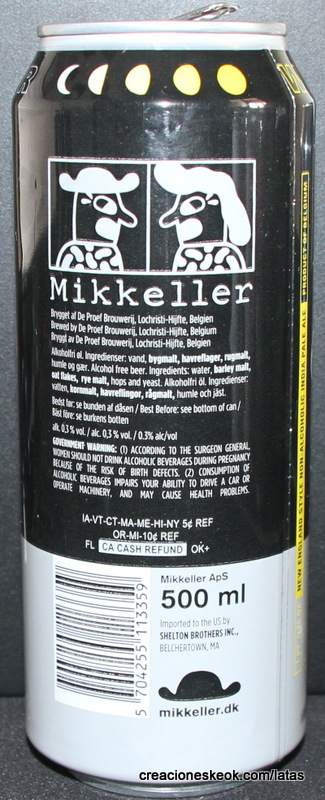 R
M
Mikkeller
Brygget af De Proef Brouwerij, Lochristi-Hijfte, Belgien
Brewed by De Proef Brouwerij, Lochristi-Hijfte, Belgium
Bryggt av De Proef Brouwerij, Lochristi-Hijfte, Belgien
Alkoholfri øl. Ingredienser: vand, bygmalt, havreflager, rugmalt,
humle og gær. Alcohol free beer. Ingredients: water, barley malt,
oat flakes, rye malt, hops and yeast. Alkoholfri öl. Ingredienser:
vatten, kornmalt, havreflingor, rågmalt, humle och jäst.
Bedst før: se bunden af dåsen / Best Before: see bottom of can /
Bäst före: se burkens botten
alk. 0,3 % vol. / alc. 0,3 % vol / 0.3% alc/vol
GOVERNMENT WARNING: (1) ACCORDING TO THE SURGEON GENERAL,
WOMEN SHOULD NOT DRINK ALCOHOLIC BEVERAGES DURING PREGNANCY
BECAUSE OF THE RISK OF BIRTH DEFECTS. (2) CONSUMPTION OF
ALCOHOLIC BEVERAGES IMPAIRS YOUR ABILITY TO DRIVE A CAR OR
OPERATE MACHINERY, AND MAY CAUSE HEALTH PROBLEMS.
IA-VT-CT-MA-ME-HI-NY 5¢ REF
OR-MI-10¢ REF
FL CA CASH REFUND OK+
Mikkeller ApS
500 ml
Imported to the US by
SHELTON BROTHERS INC.,
BELCHERTOWN, MA
5 704255 113359
mikkeller.dk
NEW ENGLAND STYLE NON ALCOHOLIC INDIA PALE ALE
PRODUCT OF BELGIUM
creacioneskeok.com/latas